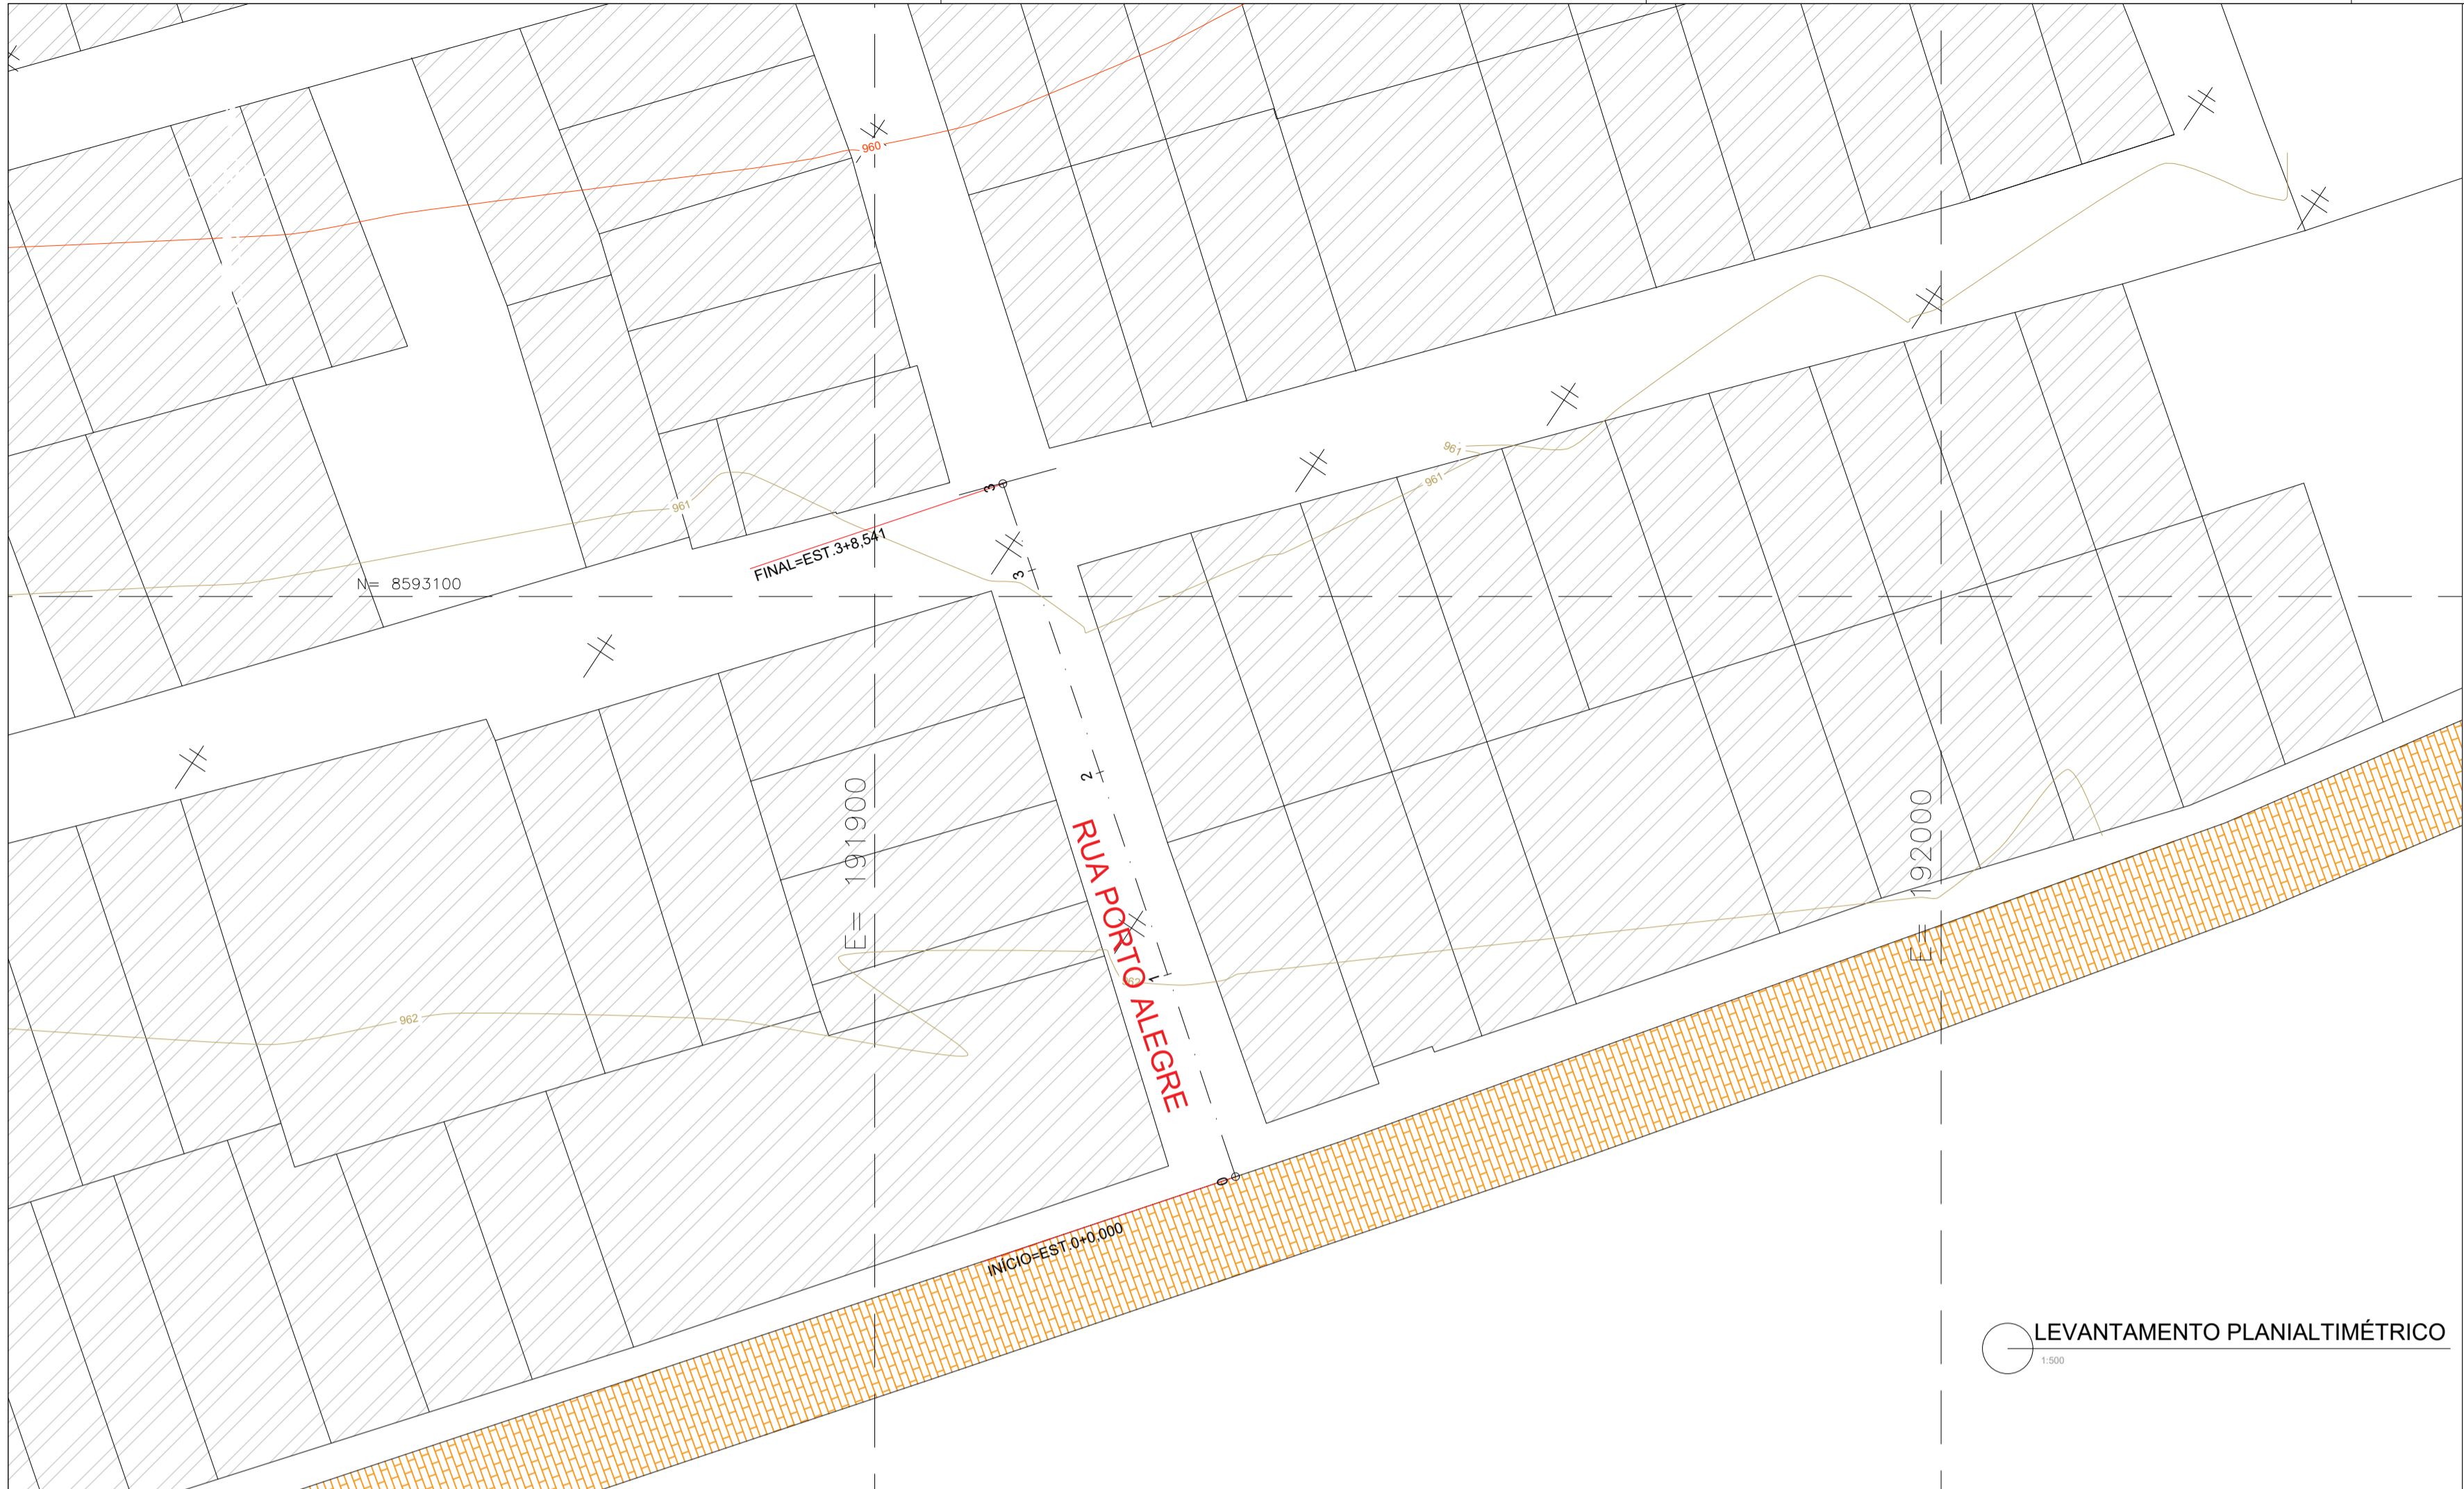 960
961
961
3
961
FINAL=EST.3+8,541
3
N= 8593100
2
E= 191900
E= 192000
RUA PORTO ALEGRE
1
962
962
0
INÍCIO=EST.0+0,000
LEVANTAMENTO PLANIALTIMÉTRICO
1:500